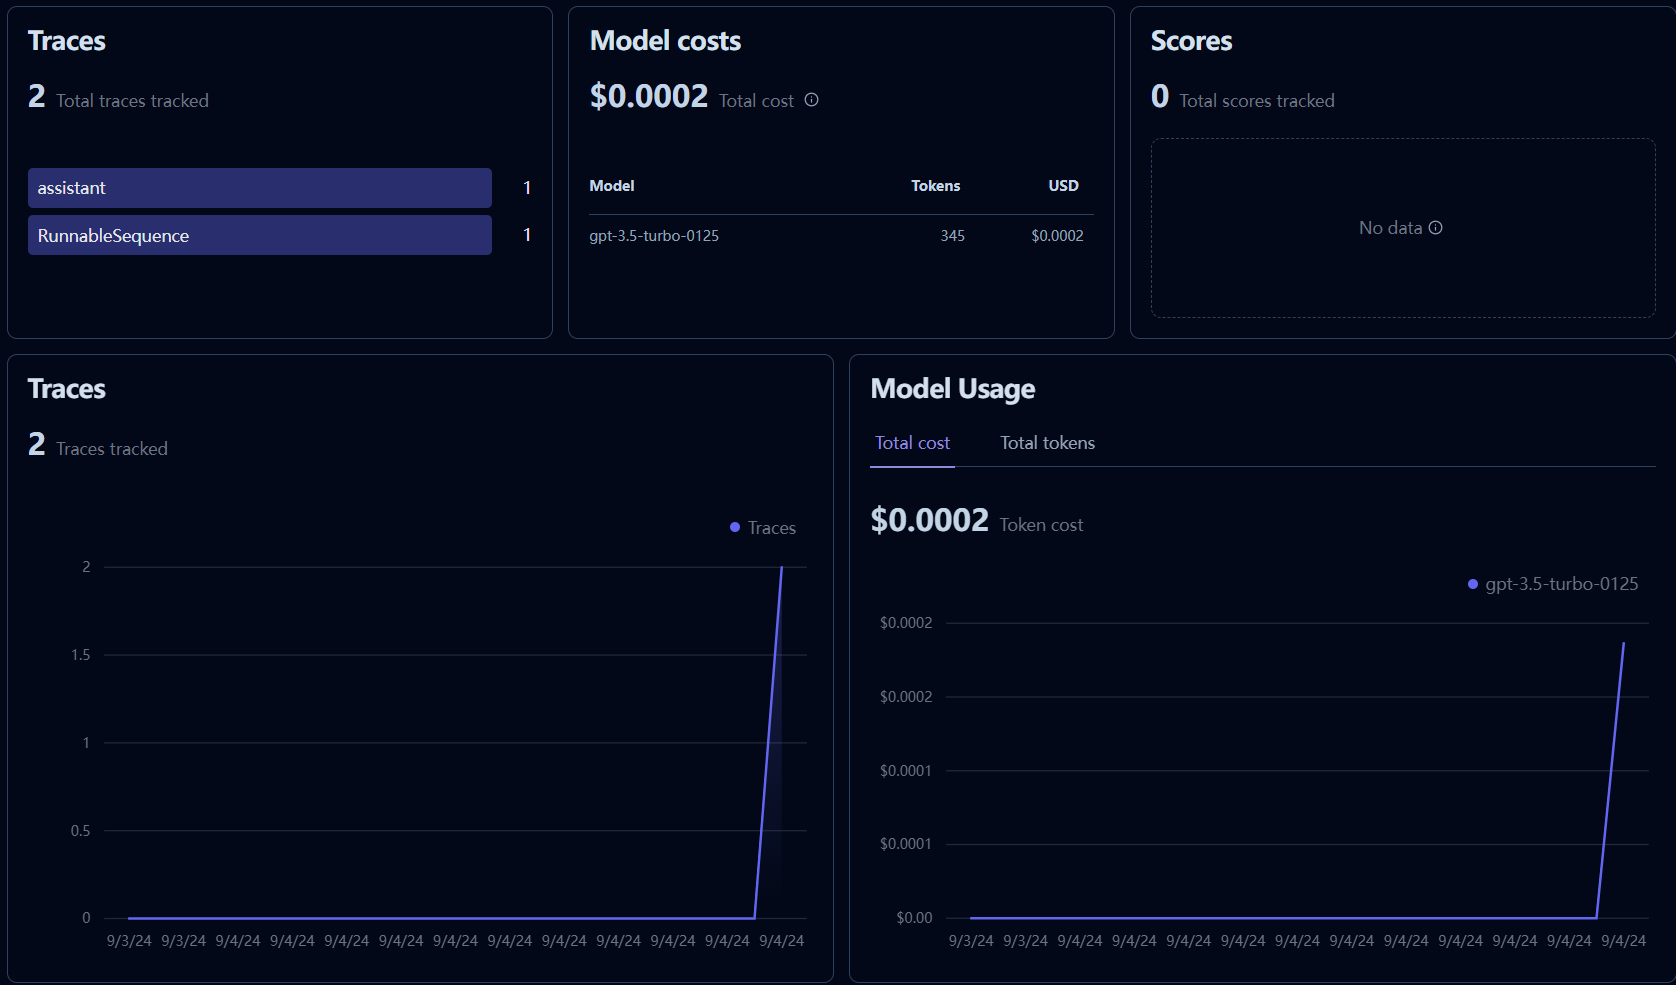 Traces
2 Total traces tracked
assistant 1
RunnableSequence 1
Model costs
$0.0002 Total cost
Model Tokens USD
gpt-3.5-turbo-0125 345 $0.0002
Scores
0 Total scores tracked
No data
Traces
2 Traces tracked
Traces
2
1.5
1
0.5
0
9/3/24 9/3/24 9/4/24 9/4/24 9/4/24 9/4/24 9/4/24 9/4/24 9/4/24 9/4/24 9/4/24 9/4/24 9/4/24
Model Usage
Total cost Total tokens
$0.0002 Token cost
gpt-3.5-turbo-0125
$0.0002
$0.0002
$0.0001
$0.0001
$0.00
9/3/24 9/3/24 9/4/24 9/4/24 9/4/24 9/4/24 9/4/24 9/4/24 9/4/24 9/4/24 9/4/24 9/4/24 9/4/24